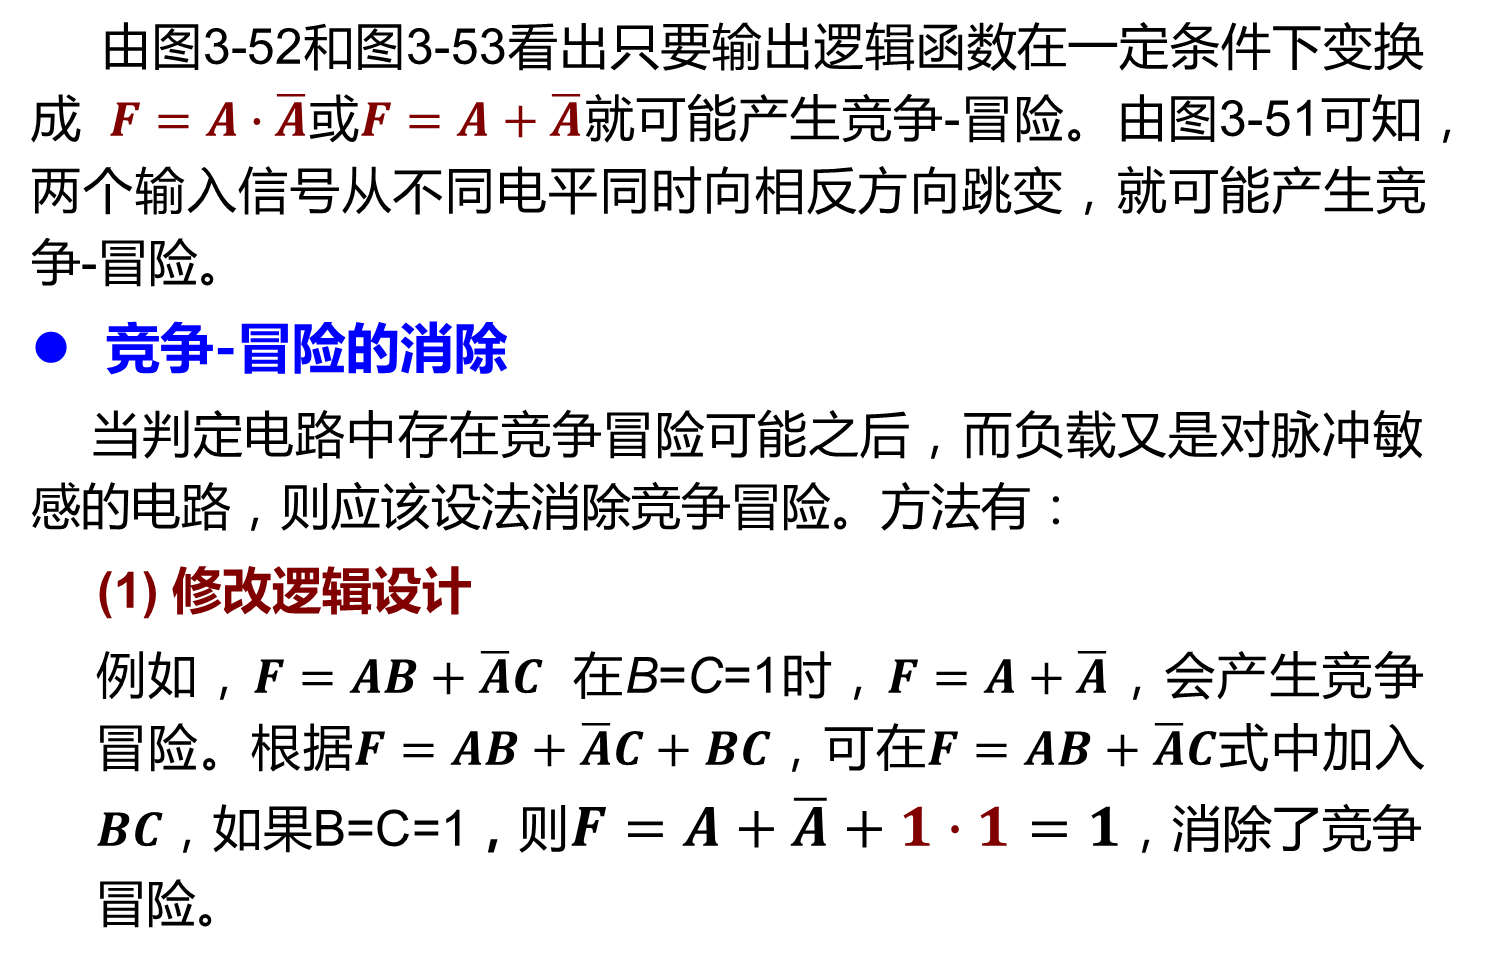 由图3-52和图3-53看出只要输出逻辑函数在一定条件下变换
成 F = A · A̅或F = A + A̅就可能产生竞争-冒险。由图3-51可知，
两个输入信号从不同电平同时向相反方向跳变，就可能产生竞
争-冒险。
● 竞争-冒险的消除
当判定电路中存在竞争冒险可能之后，而负载又是对脉冲敏
感的电路，则应该设法消除竞争冒险。方法有：
(1) 修改逻辑设计
例如，F = AB + A̅C 在B=C=1时，F = A + A̅，会产生竞争
冒险。根据F = AB + A̅C + BC，可在F = AB + A̅C式中加入
BC，如果B=C=1，则F = A + A̅ + 1 · 1 = 1，消除了竞争
冒险。